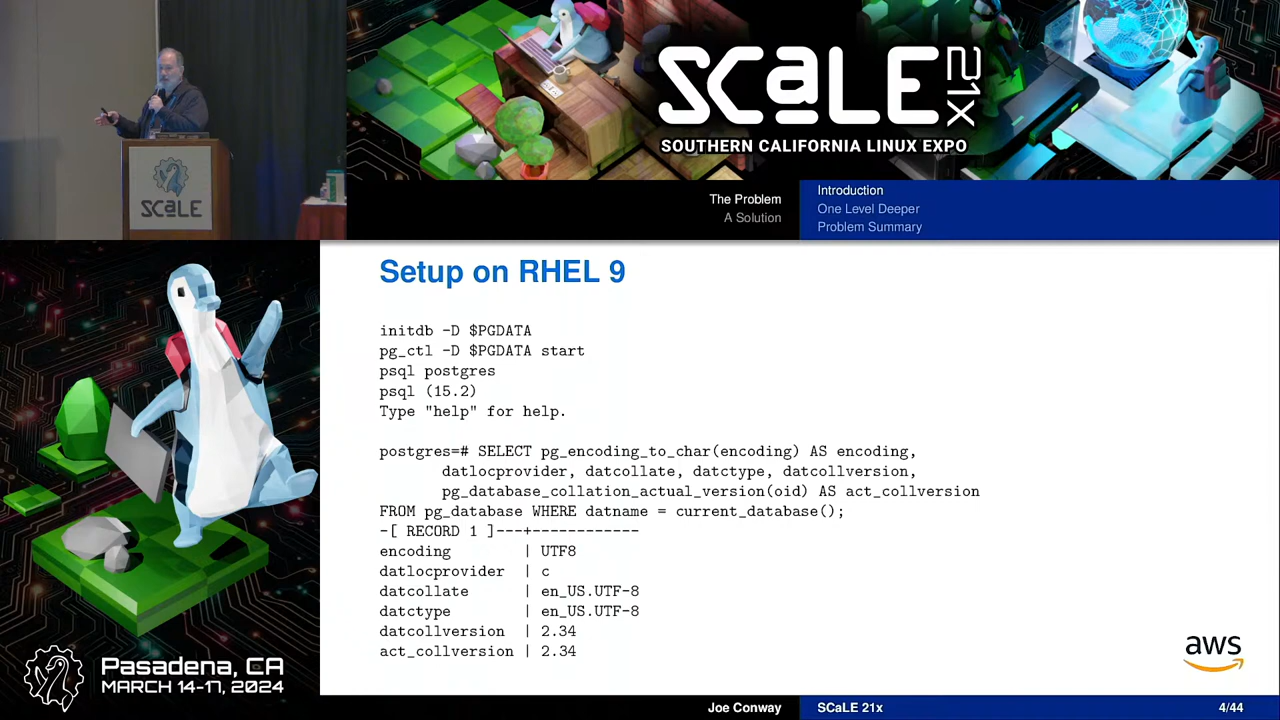 SCaLE 21x
SOUTHERN CALIFORNIA LINUX EXPO
SCaLE
The Problem
A Solution
Introduction
One Level Deeper
Problem Summary
Setup on RHEL 9
initdb -D $PGDATA
pg_ctl -D $PGDATA start
psql postgres
psql (15.2)
Type "help" for help.
postgres=# SELECT pg_encoding_to_char(encoding) AS encoding,
datlocprovider, datcollate, datctype, datcollversion,
pg_database_collation_actual_version(oid) AS act_collversion
FROM pg_database WHERE datname = current_database();
-[ RECORD 1 ]---+------------
encoding | UTF8
datlocprovider | c
datcollate | en_US.UTF-8
datctype | en_US.UTF-8
datcollversion | 2.34
act_collversion | 2.34
aws
Pasadena, CA
MARCH 14-17, 2024
Joe Conway
SCaLE 21x
4/44